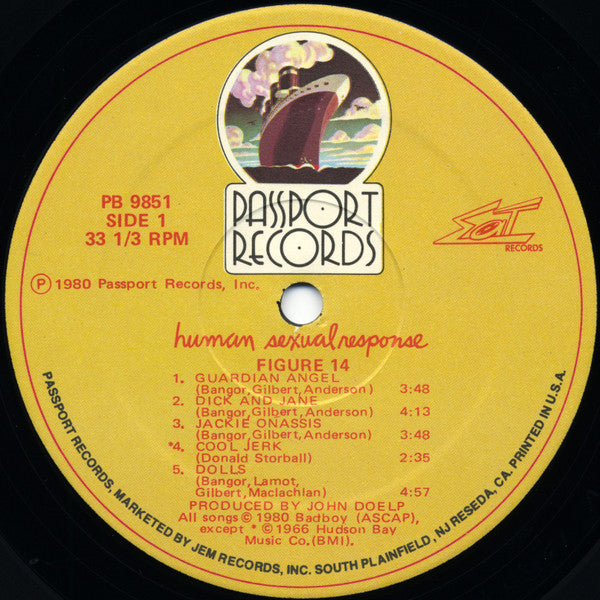 PASSPORT
RECORDS
PB 9851
SIDE 1
33 1/3 RPM
EAT
RECORDS
Ⓟ 1980 Passport Records, Inc.
human sexual response
FIGURE 14
1. GUARDIAN ANGEL
(Bangor, Gilbert, Anderson) 3:48
2. DICK AND JANE
(Bangor, Gilbert, Anderson) 4:13
3. JACKIE ONASSIS
(Bangor, Gilbert, Anderson) 3:48
*4. COOL JERK
(Donald Storball) 2:35
5. DOLLS
(Bangor, Lamot,
Gilbert, Maclachlan) 4:57
PRODUCED BY JOHN DOELP
All songs © 1980 Badboy (ASCAP),
except * © 1966 Hudson Bay
Music Co. (BMI).
PASSPORT RECORDS, MARKETED BY JEM RECORDS, INC. SOUTH PLAINFIELD, NJ RESEDA, CA. PRINTED IN U.S.A.